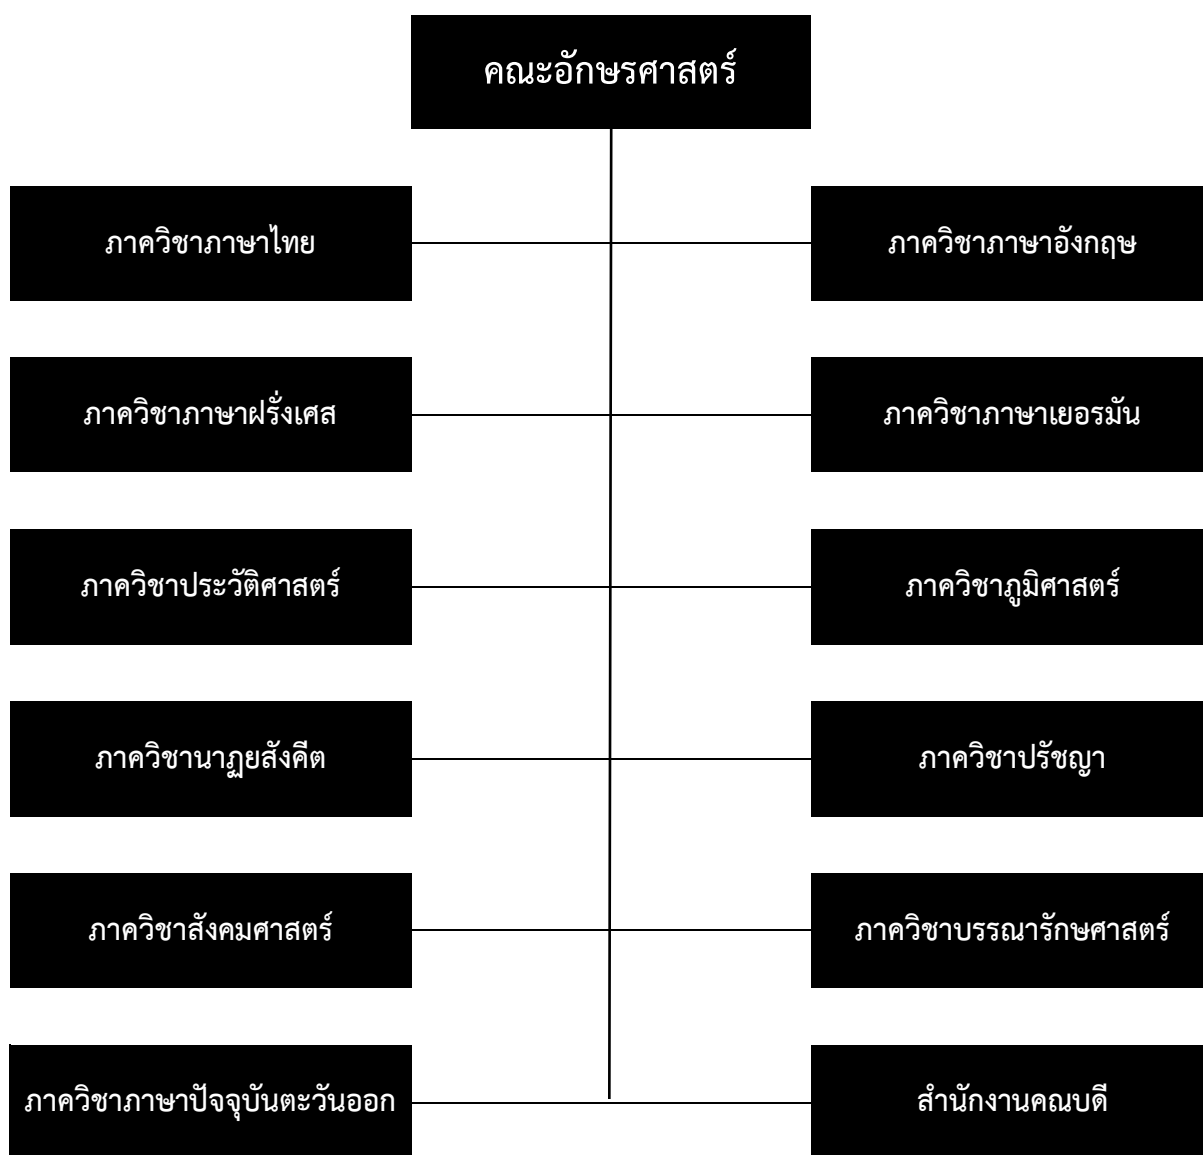 คณะอักษรศาสตร์
ภาควิชาภาษาไทย
ภาควิชาภาษาอังกฤษ
ภาควิชาภาษาฝรั่งเศส
ภาควิชาภาษาเยอรมัน
ภาควิชาประวัติศาสตร์
ภาควิชาภูมิศาสตร์
ภาควิชานาฏยสังคีต
ภาควิชาปรัชญา
ภาควิชาสังคมศาสตร์
ภาควิชาบรรณารักษศาสตร์
ภาควิชาภาษาปัจจุบันตะวันออก
สำนักงานคณบดี